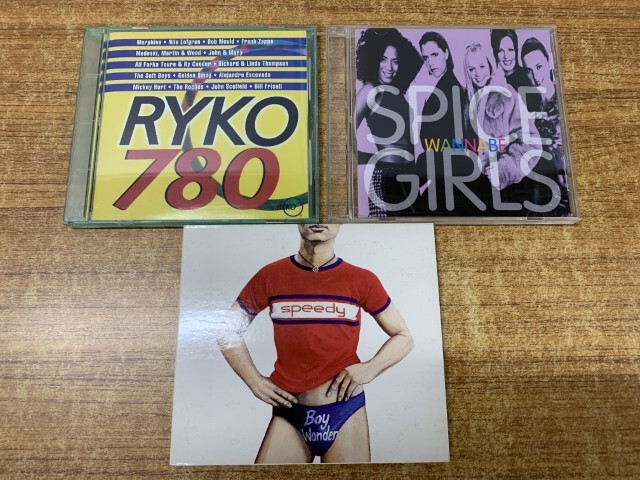 Morphine • Nils Lofgren • Bob Mould • Frank Zappa
Medeski, Martin & Wood • John & Mary
Ali Farka Toure & Ry Cooder • Richard & Linda Thompson
The Soft Boys • Golden Smog • Alejandro Escovedo
Mickey Hart • The Roches • John Scofield • Bill Frisell
RYKO
780
SPICE
WANNABE
GIRLS
speedy
Boy
Wonder